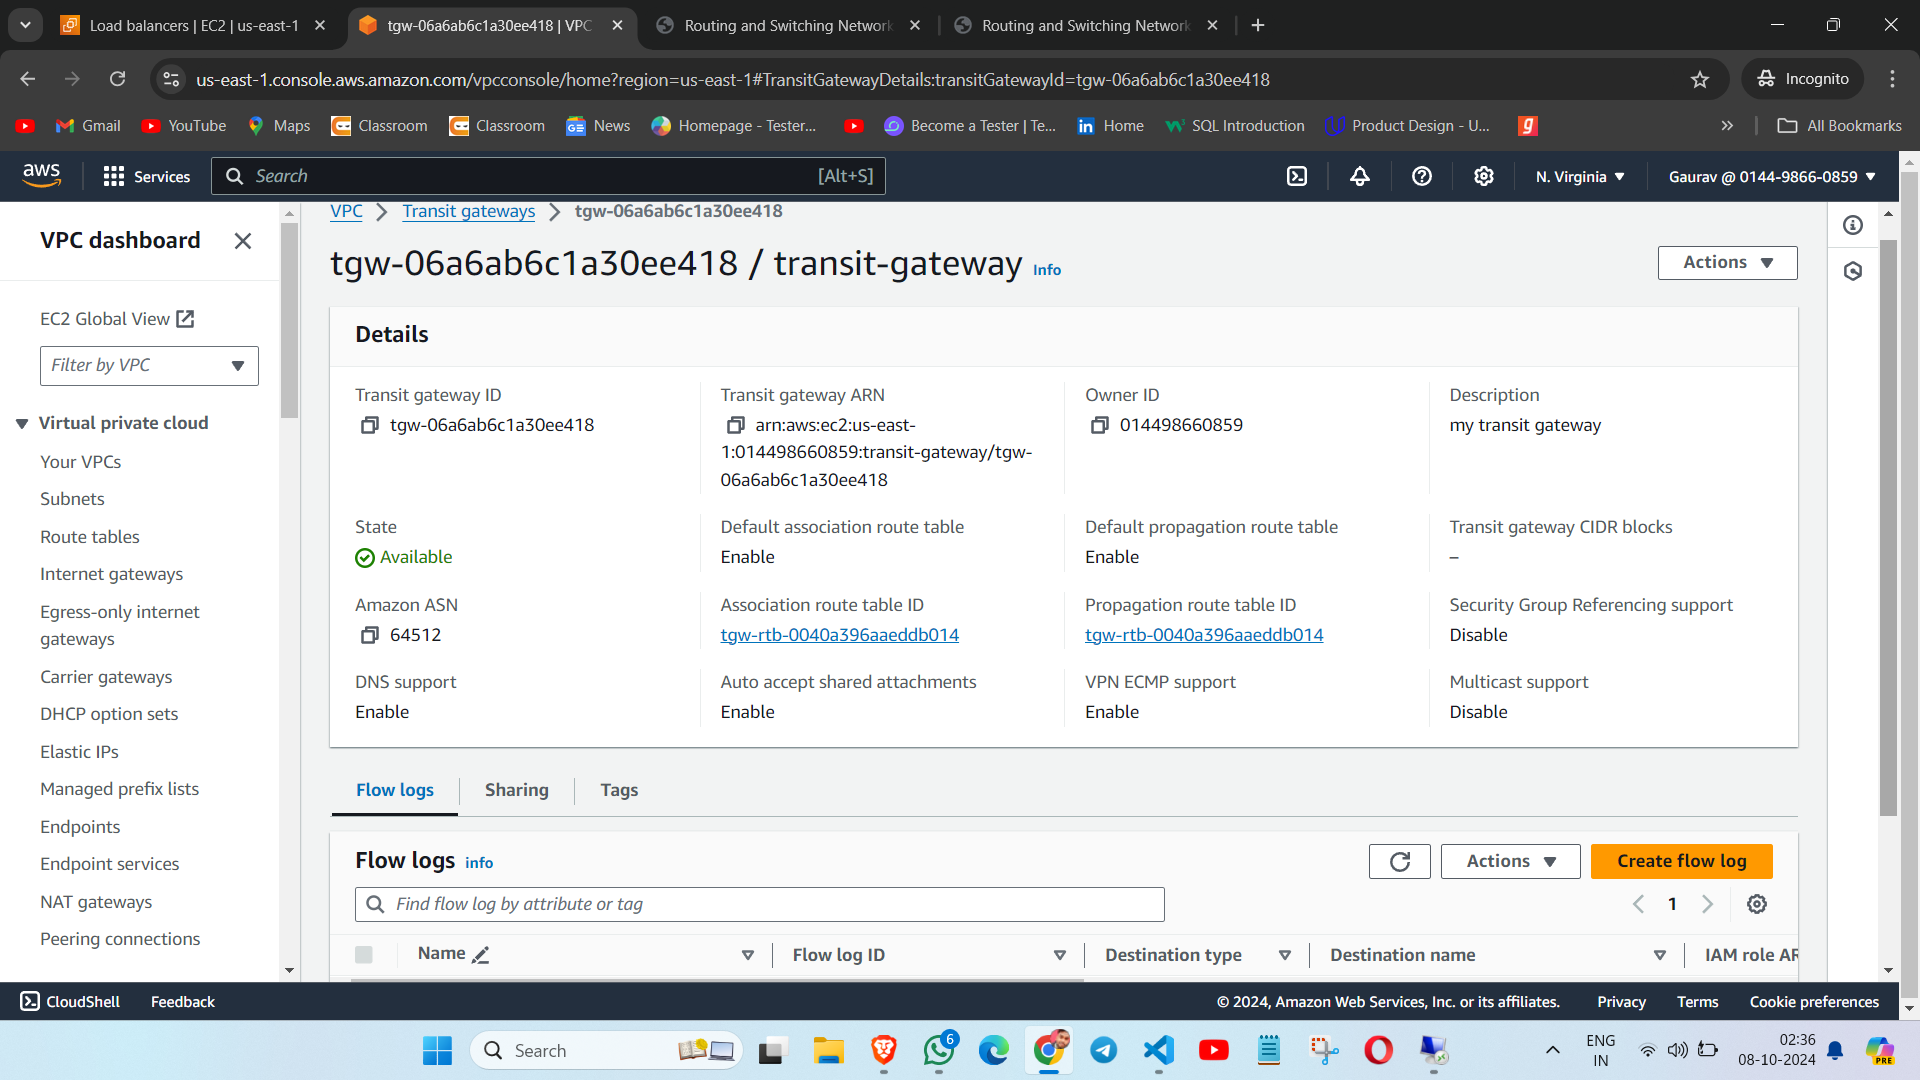 Load balancers | EC2 | us-east-1
tgw-06a6ab6c1a30ee418 | VPC
Routing and Switching Network
Routing and Switching Network
us-east-1.console.aws.amazon.com/vpcconsole/home?region=us-east-1#TransitGatewayDetails:transitGatewayId=tgw-06a6ab6c1a30ee418
Incognito
Gmail
YouTube
Maps
Classroom
Classroom
News
Homepage - Tester...
Become a Tester | Te...
Home
SQL Introduction
Product Design - U...
All Bookmarks
aws
Services
Search
[Alt+S]
N. Virginia
Gaurav @ 0144-9866-0859
VPC dashboard
EC2 Global View
Filter by VPC
Virtual private cloud
Your VPCs
Subnets
Route tables
Internet gateways
Egress-only internet
gateways
Carrier gateways
DHCP option sets
Elastic IPs
Managed prefix lists
Endpoints
Endpoint services
NAT gateways
Peering connections
VPC > Transit gateways > tgw-06a6ab6c1a30ee418
tgw-06a6ab6c1a30ee418 / transit-gateway Info
Actions
Details
Transit gateway ID
tgw-06a6ab6c1a30ee418
Transit gateway ARN
arn:aws:ec2:us-east-
1:014498660859:transit-gateway/tgw-
06a6ab6c1a30ee418
Owner ID
014498660859
Description
my transit gateway
State
Available
Default association route table
Enable
Default propagation route table
Enable
Transit gateway CIDR blocks
–
Amazon ASN
64512
Association route table ID
tgw-rtb-0040a396aaeddb014
Propagation route table ID
tgw-rtb-0040a396aaeddb014
Security Group Referencing support
Disable
DNS support
Enable
Auto accept shared attachments
Enable
VPN ECMP support
Enable
Multicast support
Disable
Flow logs
Sharing
Tags
Flow logs info
Actions
Create flow log
Find flow log by attribute or tag
1
Name
Flow log ID
Destination type
Destination name
IAM role AR
CloudShell
Feedback
© 2024, Amazon Web Services, Inc. or its affiliates.
Privacy
Terms
Cookie preferences
Search
6
ENG
IN
02:36
08-10-2024
PRE